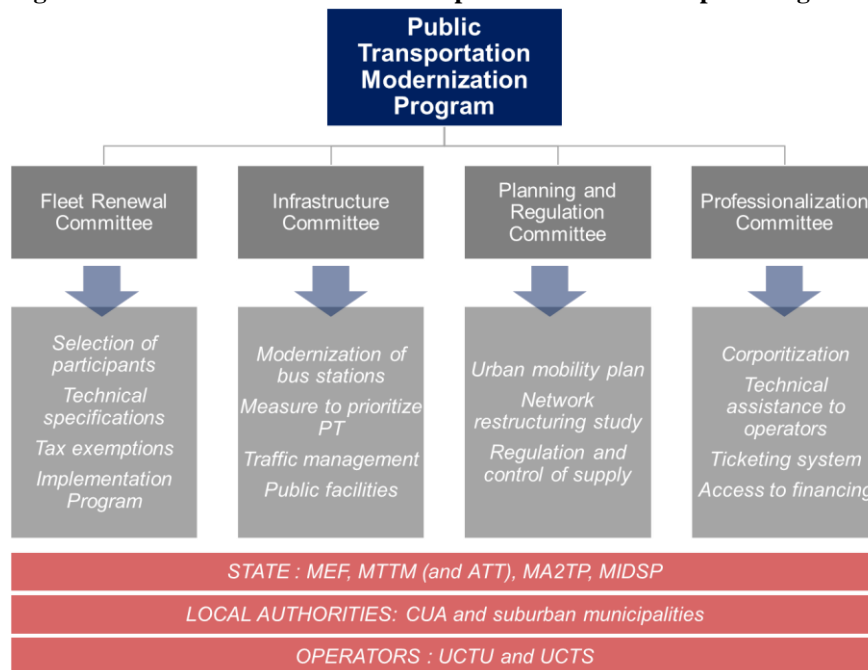 Public
Transportation
Modernization
Program
Fleet Renewal
Committee
Infrastructure
Committee
Planning and
Regulation
Committee
Professionalization
Committee
Selection of
participants
Technical
specifications
Tax exemptions
Implementation
Program
Modernization of
bus stations
Measure to prioritize
PT
Traffic management
Public facilities
Urban mobility plan
Network
restructuring study
Regulation and
control of supply
Corporitization
Technical
assistance to
operators
Ticketing system
Access to financing
STATE : MEF, MTTM (and ATT), MA2TP, MIDSP
LOCAL AUTHORITIES: CUA and suburban municipalities
OPERATORS : UCTU and UCTS